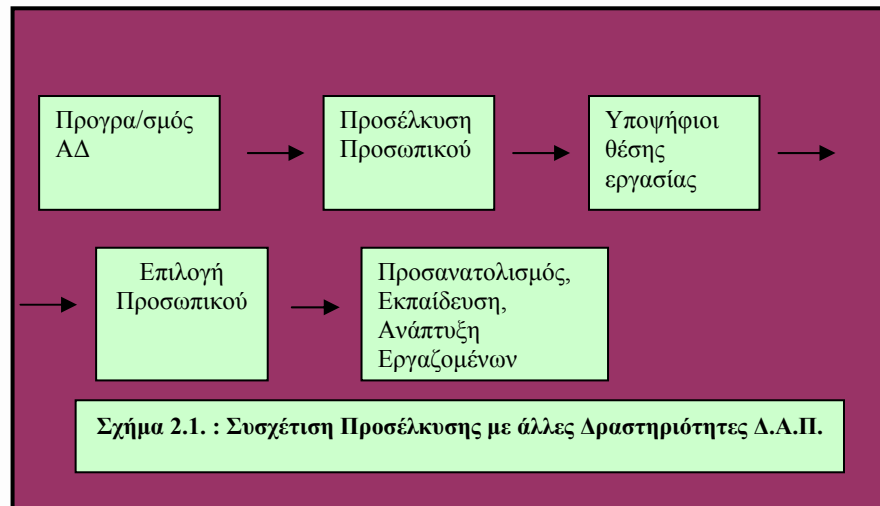 Προγρα/σμός
ΑΔ
Προσέλκυση
Προσωπικού
Υποψήφιοι
θέσης
εργασίας
Επιλογή
Προσωπικού
Προσανατολισμός,
Εκπαίδευση,
Ανάπτυξη
Εργαζομένων
Σχήμα 2.1. : Συσχέτιση Προσέλκυσης με άλλες Δραστηριότητες Δ.Α.Π.